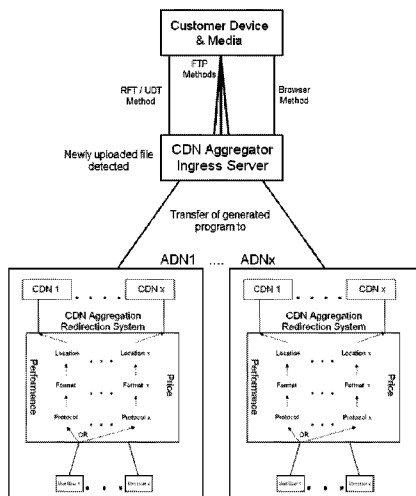 Customer Device
& Media
RFT / UDT
Method
FTP
Methods
Browser
Method
Newly uploaded file
detected
CDN Aggregator
Ingress Server
Transfer of generated
program to
ADN1 .... ADNx
CDN 1 . . . . CDN x
CDN Aggregation
Redirection System
Performance
Price
Location . . . Location x
Format . . . Format x
Protocol . . . Protocol x
OR
CDN 1 . . . . CDN x
CDN Aggregation
Redirection System
Performance
Price
Location . . . Location x
Format . . . Format x
Protocol . . . Protocol x
OR